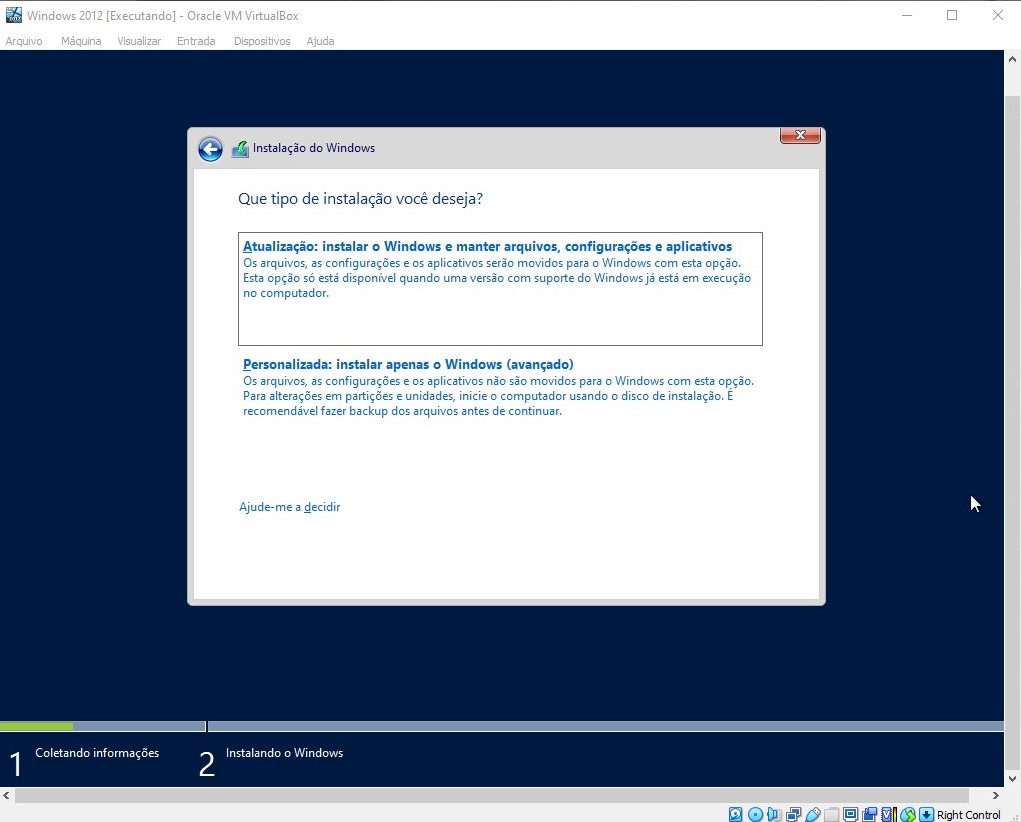 Windows 2012 [Executando] - Oracle VM VirtualBox
Arquivo Máquina Visualizar Entrada Dispositivos Ajuda
Instalação do Windows
Que tipo de instalação você deseja?
Atualização: instalar o Windows e manter arquivos, configurações e aplicativos
Os arquivos, as configurações e os aplicativos serão movidos para o Windows com esta opção.
Esta opção só está disponível quando uma versão com suporte do Windows já está em execução
no computador.
Personalizada: instalar apenas o Windows (avançado)
Os arquivos, as configurações e os aplicativos não são movidos para o Windows com esta opção.
Para alterações em partições e unidades, inicie o computador usando o disco de instalação. É
recomendável fazer backup dos arquivos antes de continuar.
Ajude-me a decidir
1 Coletando informações
2 Instalando o Windows
Right Control